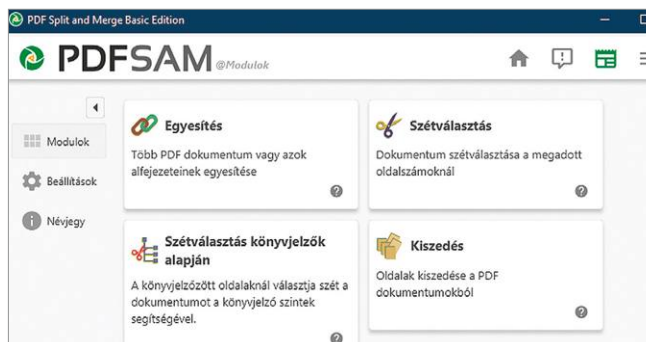 PDF Split and Merge Basic Edition
PDFSAM @Modulok
Modulok
Beállítások
Névjegy
Egyesítés
Több PDF dokumentum vagy azok
alfejezeteinek egyesítése
Szétválasztás
Dokumentum szétválasztása a megadott
oldalszámoknál
Szétválasztás könyvjelzők
alapján
A könyvjelzőzött oldalaknál választja szét a
dokumentumot a könyvjelző szintek
segítségével.
Kiszedés
Oldalak kiszedése a PDF
dokumentumokból